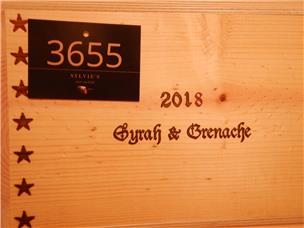 3655
SYLVIE'S
2018
Syrah & Grenache